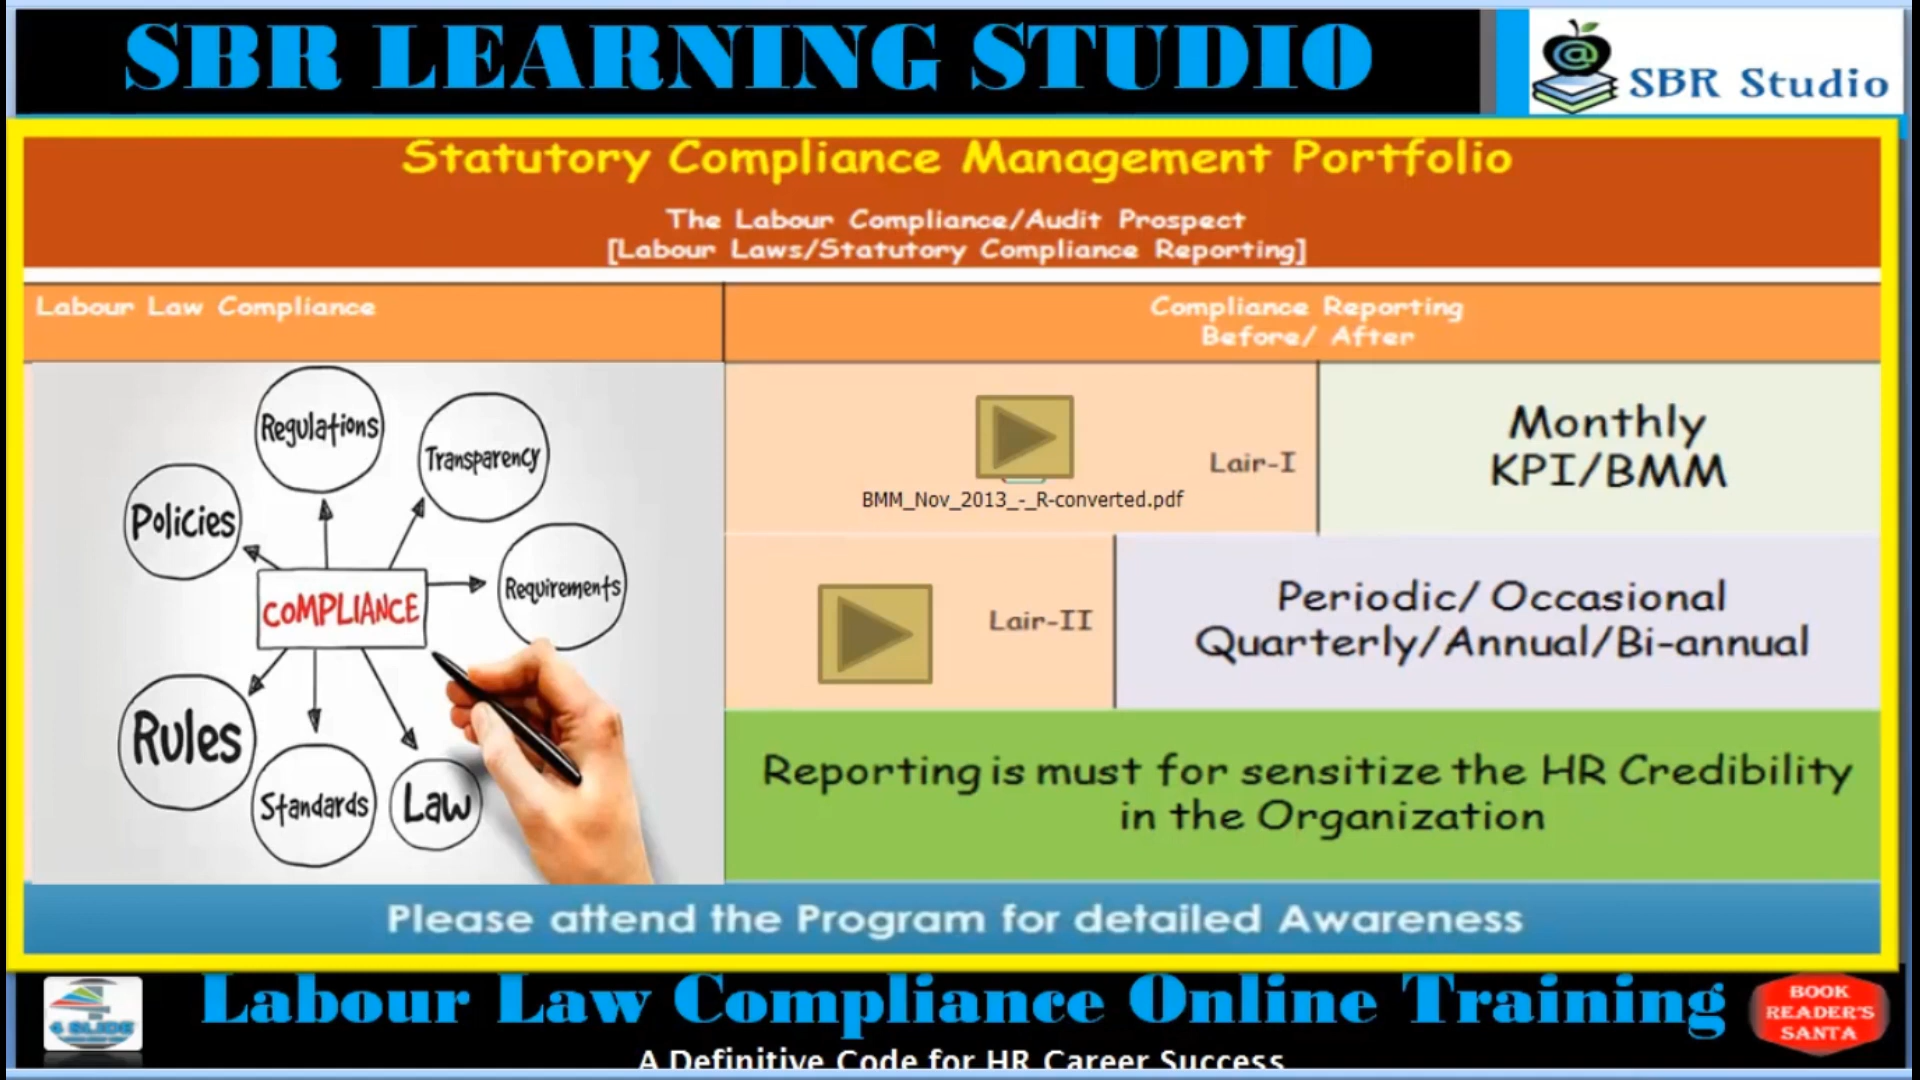 SBR LEARNING STUDIO
SBR Studio
Statutory Compliance Management Portfolio
The Labour Compliance/Audit Prospect
[Labour Laws/Statutory Compliance Reporting]
Labour Law Compliance
Compliance Reporting
Before/ After
Regulations
Transparency
Policies
Requirements
COMPLIANCE
Rules
Standards
Law
Lair-I
BMM_Nov_2013_-_R-converted.pdf
Monthly
KPI/BMM
Lair-II
Periodic/ Occasional
Quarterly/Annual/Bi-annual
Reporting is must for sensitize the HR Credibility
in the Organization
Please attend the Program for detailed Awareness
4 SLIDE
Labour Law Compliance Online Training
BOOK
READER'S
SANTA
A Definitive Code for HR Career Success